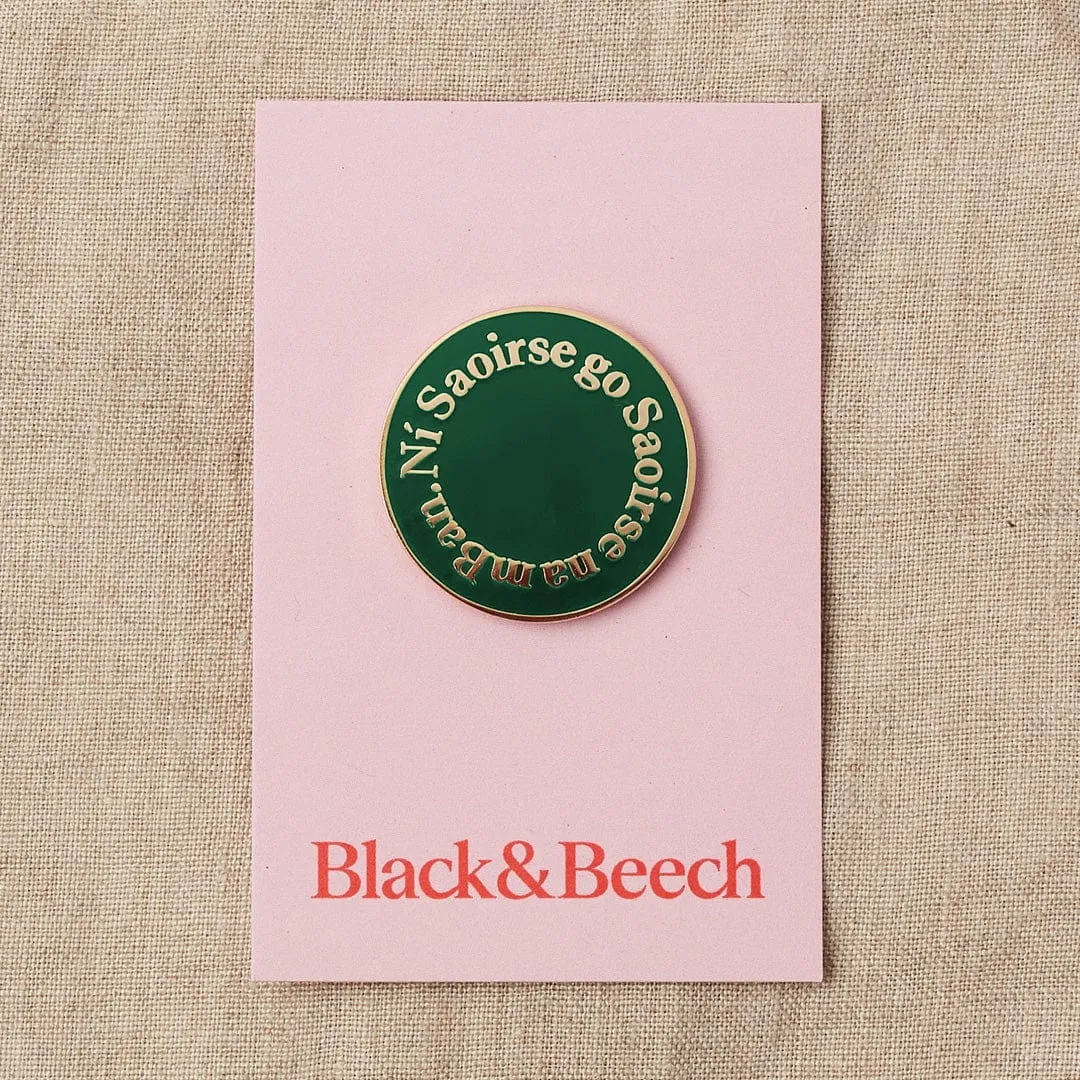 Ní Saoirse go Saoirse na mBan.
Black&Beech